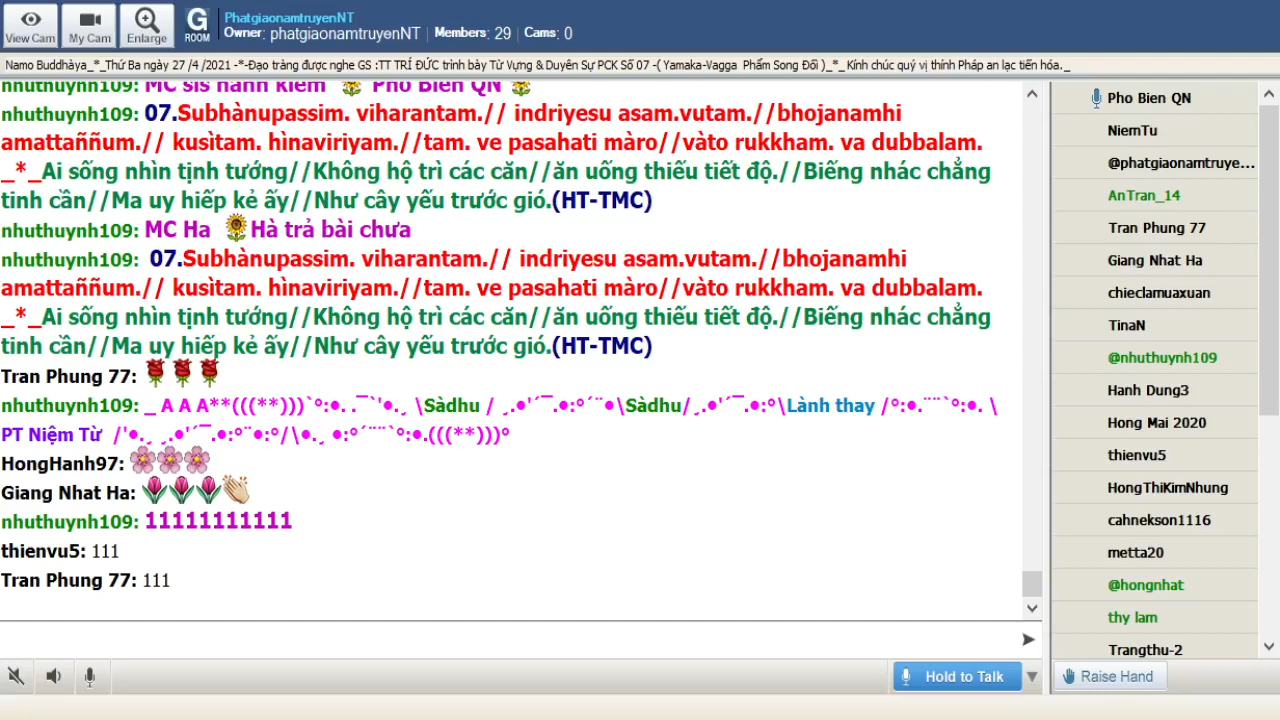 View Cam
My Cam
Enlarge
G
ROOM
PhatgiaonamtruyenNT
Owner: phatgiaonamtruyenNT | Members: 29 | Cams: 0
Namo Buddhàya_*_Thứ Ba ngày 27 /4 /2021 -*-Đạo tràng được nghe GS :TT TRÍ ĐỨC trình bày Từ Vựng & Duyên Sự PCK Số 07 -( Yamaka-Vagga Phẩm Song Đối )_*_ Kính chúc quý vị thính Pháp an lạc tiến hóa._
nhuthuynh109: MC sis hành kiếm Pho Bien QN
nhuthuynh109: 07.Subhànupassim. viharantam.// indriyesu asam.vutam.//bhojanamhi
amattaññum.// kusìtam. hìnaviriyam.//tam. ve pasahati màro//vàto rukkham. va dubbalam.
_*_Ai sống nhìn tịnh tướng//Không hộ trì các căn//ăn uống thiếu tiết độ.//Biếng nhác chẳng
tinh cần//Ma uy hiếp kẻ ấy//Như cây yếu trước gió.(HT-TMC)
nhuthuynh109: MC Ha Hà trả bài chưa
nhuthuynh109: 07.Subhànupassim. viharantam.// indriyesu asam.vutam.//bhojanamhi
amattaññum.// kusìtam. hìnaviriyam.//tam. ve pasahati màro//vàto rukkham. va dubbalam.
_*_Ai sống nhìn tịnh tướng//Không hộ trì các căn//ăn uống thiếu tiết độ.//Biếng nhác chẳng
tinh cần//Ma uy hiếp kẻ ấy//Như cây yếu trước gió.(HT-TMC)
Tran Phung 77:
nhuthuynh109: _ A A A**(((**)))`°:•. .¯`'•.¸ \Sàdhu / ¸.•'´¯.•:°´¨•\Sàdhu/¸.•'´¯.•:°\Lành thay /°:•.¨¨`°:•. \
PT Niệm Từ /'•.¸ ¸.•'´¯.•:°¨•:°/\•.¸ •:°´¨¨`°:•.(((**)))°
HongHanh97:
Giang Nhat Ha:
nhuthuynh109: 11111111111
thienvu5: 111
Tran Phung 77: 111
Hold to Talk
Pho Bien QN
NiemTu
@phatgiaonamtruye...
AnTran_14
Tran Phung 77
Giang Nhat Ha
chieclamuaxuan
TinaN
@nhuthuynh109
Hanh Dung3
Hong Mai 2020
thienvu5
HongThiKimNhung
cahnekson1116
metta20
@hongnhat
thy lam
Trangthu-2
Raise Hand